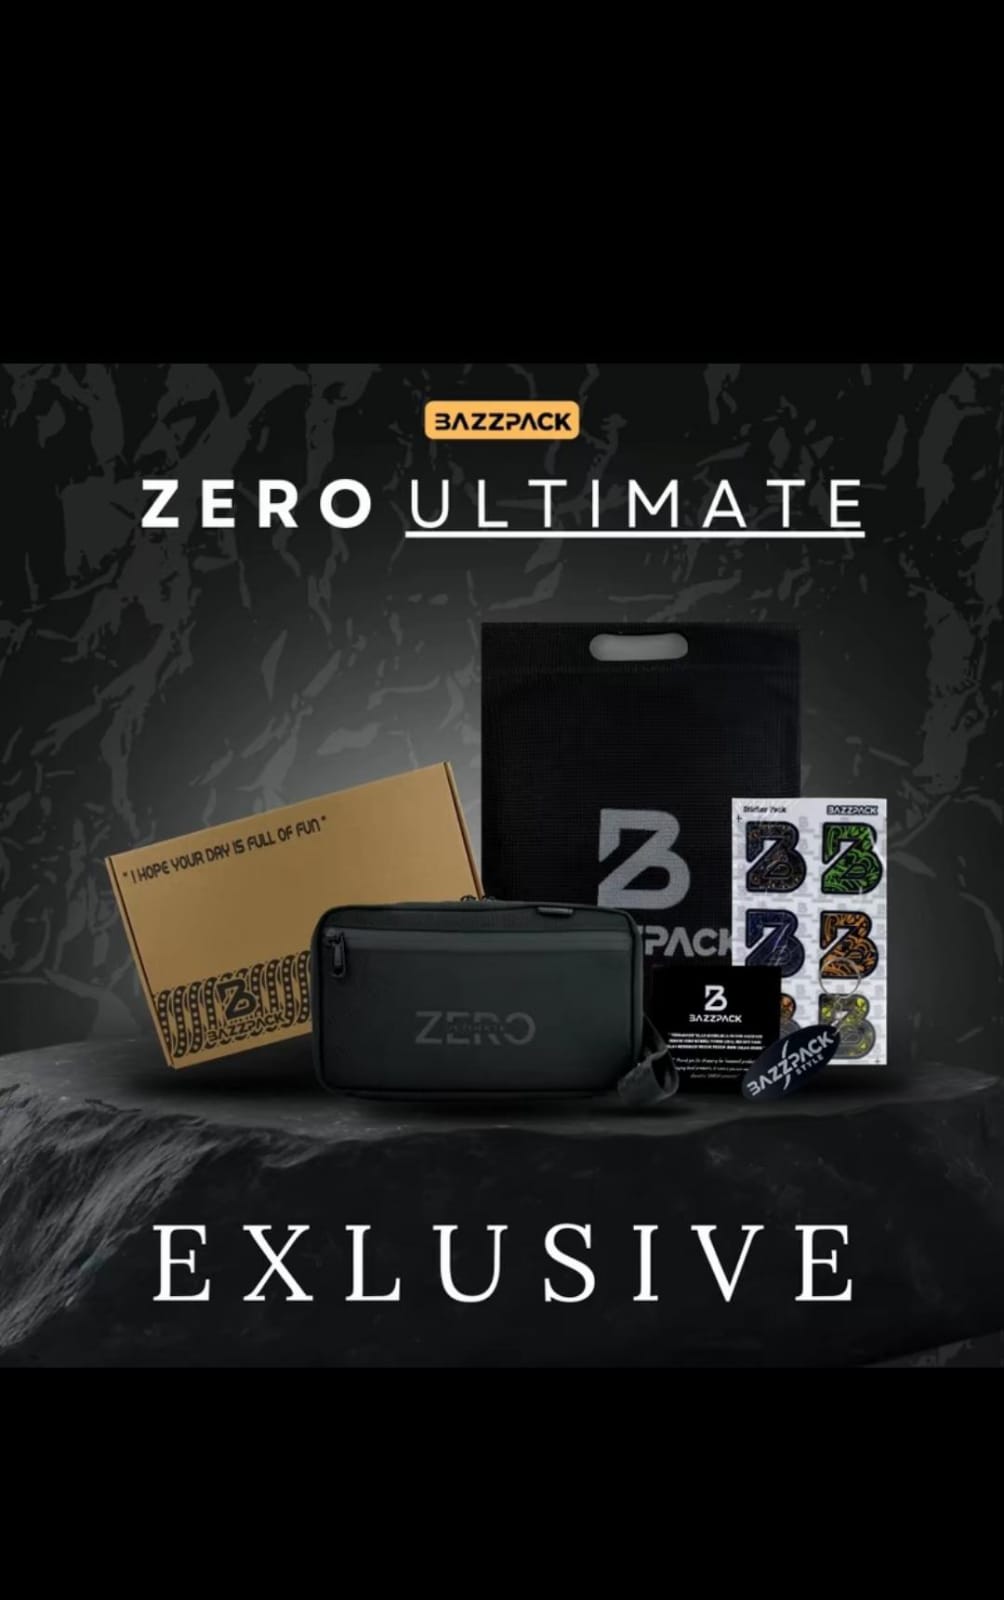 BAZZPACK
ZERO ULTIMATE
"I HOPE YOUR DAY IS FULL OF FUN"
B
BAZZPACK
ZERO
B
PACK
Sticker Pack
BAZZPACK
B
BAZZPACK
BAZZPACK
STYLE
EXLUSIVE